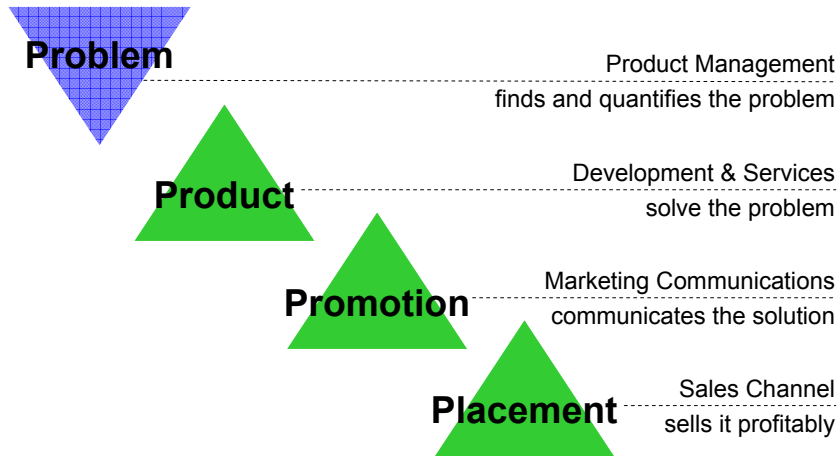 Problem
Product Management
finds and quantifies the problem
Product
Development & Services
solve the problem
Promotion
Marketing Communications
communicates the solution
Placement
Sales Channel
sells it profitably